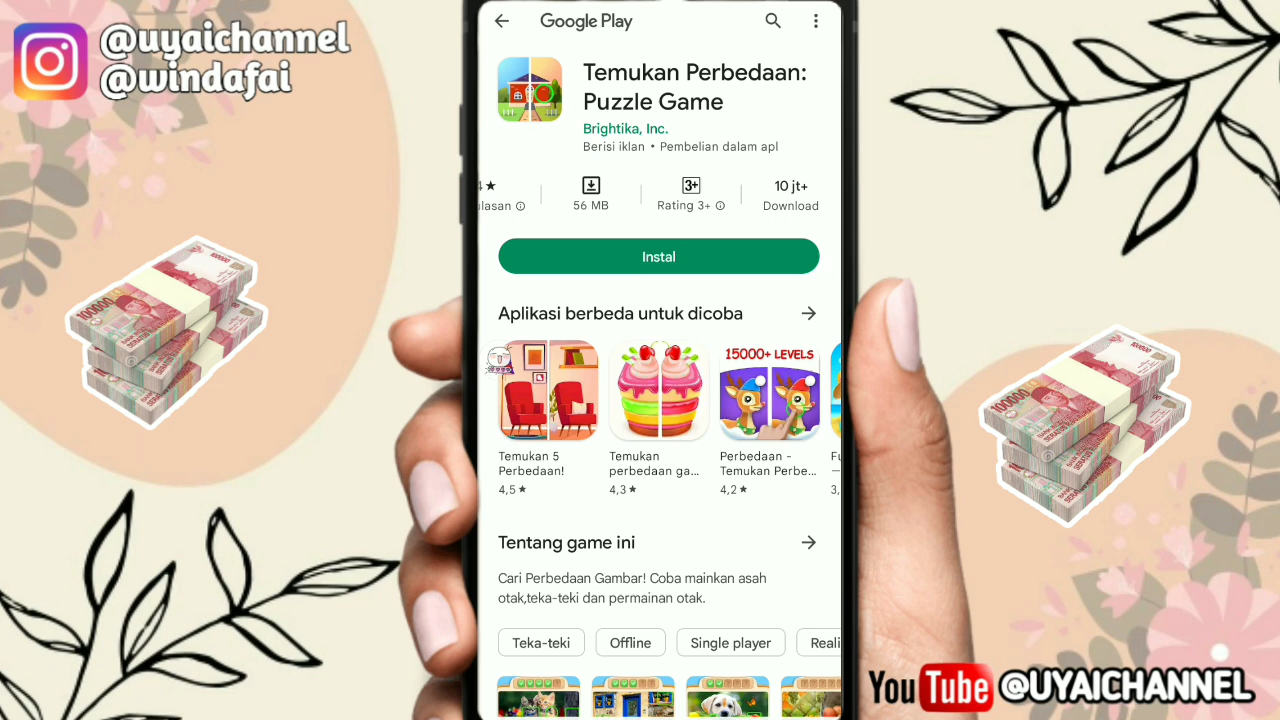 @uyaichannel
@windafai
Google Play
Temukan Perbedaan:
Puzzle Game
Brightika, Inc.
Berisi iklan • Pembelian dalam apl
56 MB
3+
Rating 3+
10 jt+
Download
Instal
Aplikasi berbeda untuk dicoba
15000+ LEVELS
Temukan 5
Perbedaan!
4,5★
Temukan
perbedaan ga...
4,3★
Perbedaan -
Temukan Perbe...
4,2★
Tentang game ini
Cari Perbedaan Gambar! Coba mainkan asah
otak,teka-teki dan permainan otak.
Teka-teki
Offline
Single player
100000
100000
YouTube @UYAICHANNEL